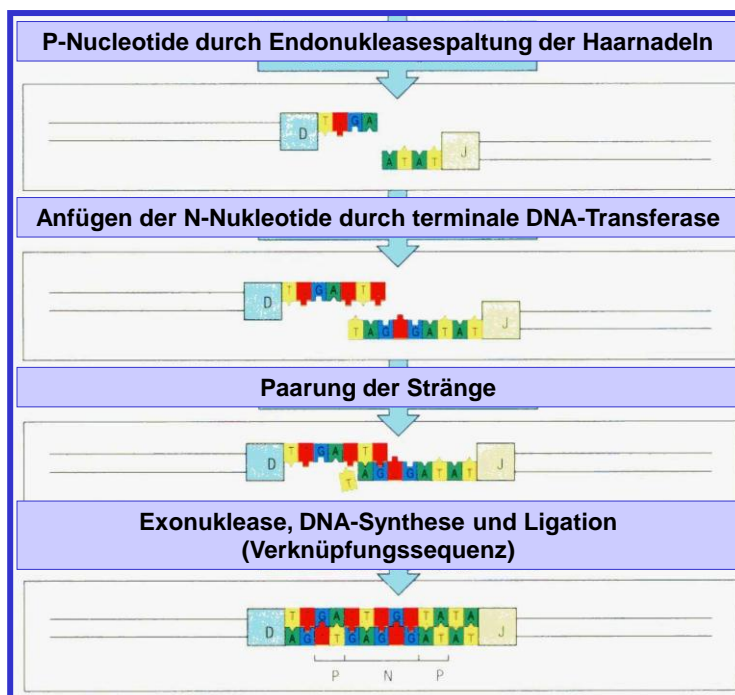 P-Nucleotide durch Endonukleasespaltung der Haarnadeln
D T G A
A T A T J
Anfügen der N-Nukleotide durch terminale DNA-Transferase
D T G A T
T A G G A T A T J
Paarung der Stränge
D T G A T
T A G G A T A T J
Exonuklease, DNA-Synthese und Ligation
(Verknüpfungssequenz)
T G A T G T A T A
D A G T G A G G A T A T J
P N P